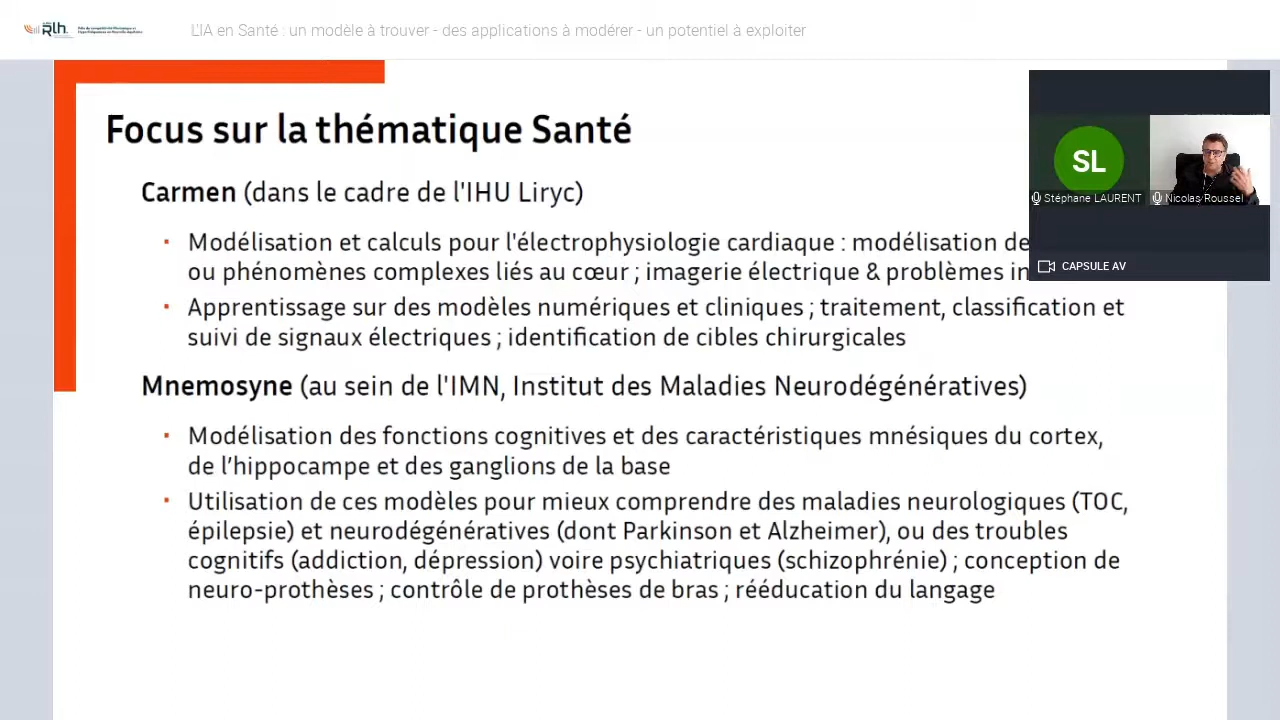 Rlh.
L'IA en Santé : un modèle à trouver - des applications à modérer - un potentiel à exploiter
Focus sur la thématique Santé
Carmen (dans le cadre de l'IHU Liryc)
Modélisation et calculs pour l'électrophysiologie cardiaque : modélisation de
ou phénomènes complexes liés au cœur ; imagerie électrique & problèmes in
Apprentissage sur des modèles numériques et cliniques ; traitement, classification et
suivi de signaux électriques ; identification de cibles chirurgicales
Mnemosyne (au sein de l'IMN, Institut des Maladies Neurodégénératives)
Modélisation des fonctions cognitives et des caractéristiques mnésiques du cortex,
de l’hippocampe et des ganglions de la base
Utilisation de ces modèles pour mieux comprendre des maladies neurologiques (TOC,
épilepsie) et neurodégénératives (dont Parkinson et Alzheimer), ou des troubles
cognitifs (addiction, dépression) voire psychiatriques (schizophrénie) ; conception de
neuro-prothèses ; contrôle de prothèses de bras ; rééducation du langage
SL
Stéphane LAURENT
Nicolas Roussel
CAPSULE AV